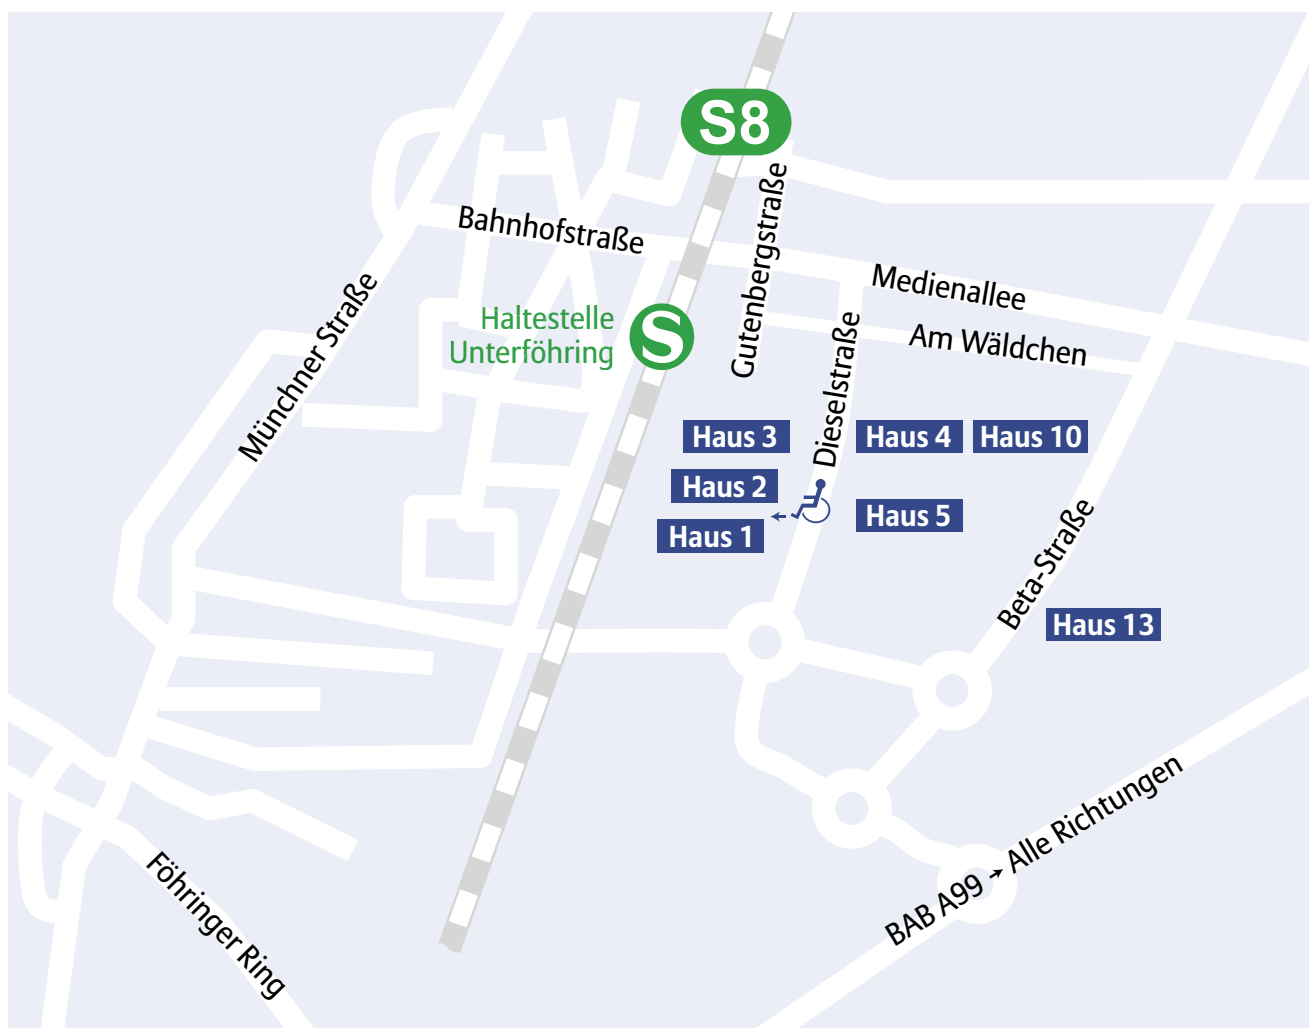 S8
Bahnhofstraße
Gutenbergstraße
Medienallee
Münchner Straße
Haltestelle
Unterföhring
S
Am Wäldchen
Dieselstraße
Haus 3
Haus 4
Haus 10
Haus 2
Haus 5
Haus 1
Beta-Straße
Haus 13
BAB A99 → Alle Richtungen
Föhringer Ring